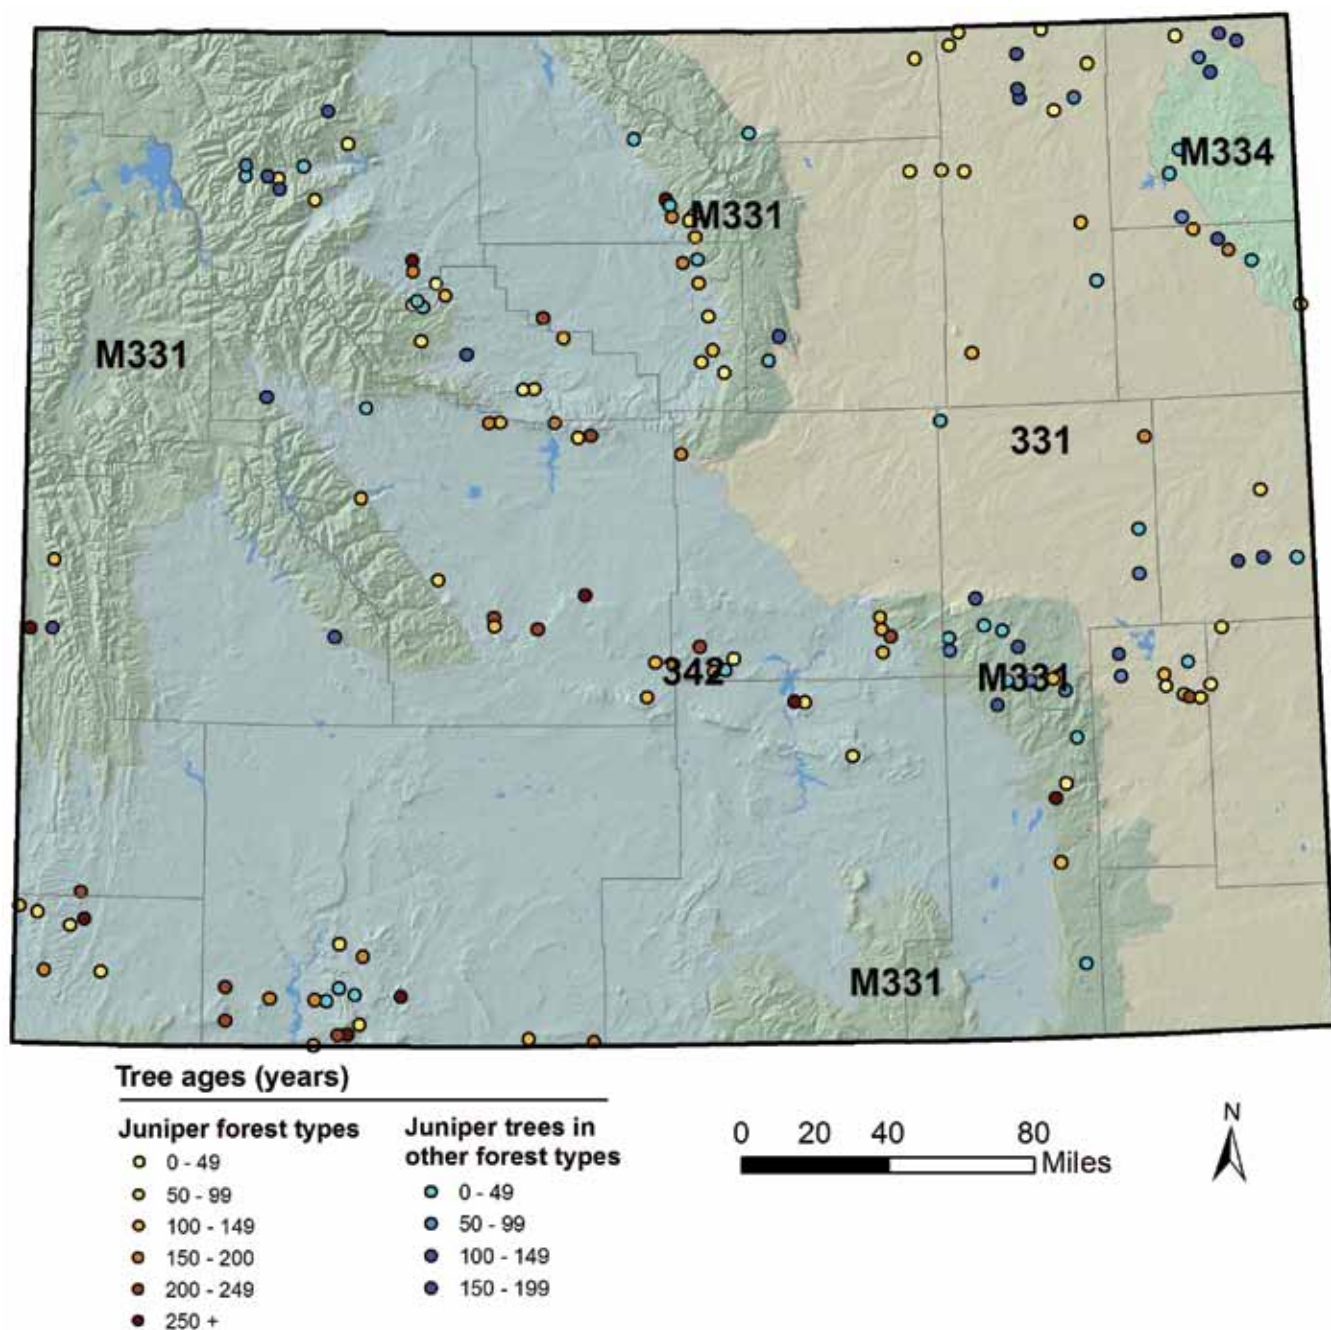 M334
M331
M331
331
342
M331
M331
Tree ages (years)
Juniper forest types
0 - 49
50 - 99
100 - 149
150 - 200
200 - 249
250 +
Juniper trees in
other forest types
0 - 49
50 - 99
100 - 149
150 - 199
0 20 40 80
Miles
N